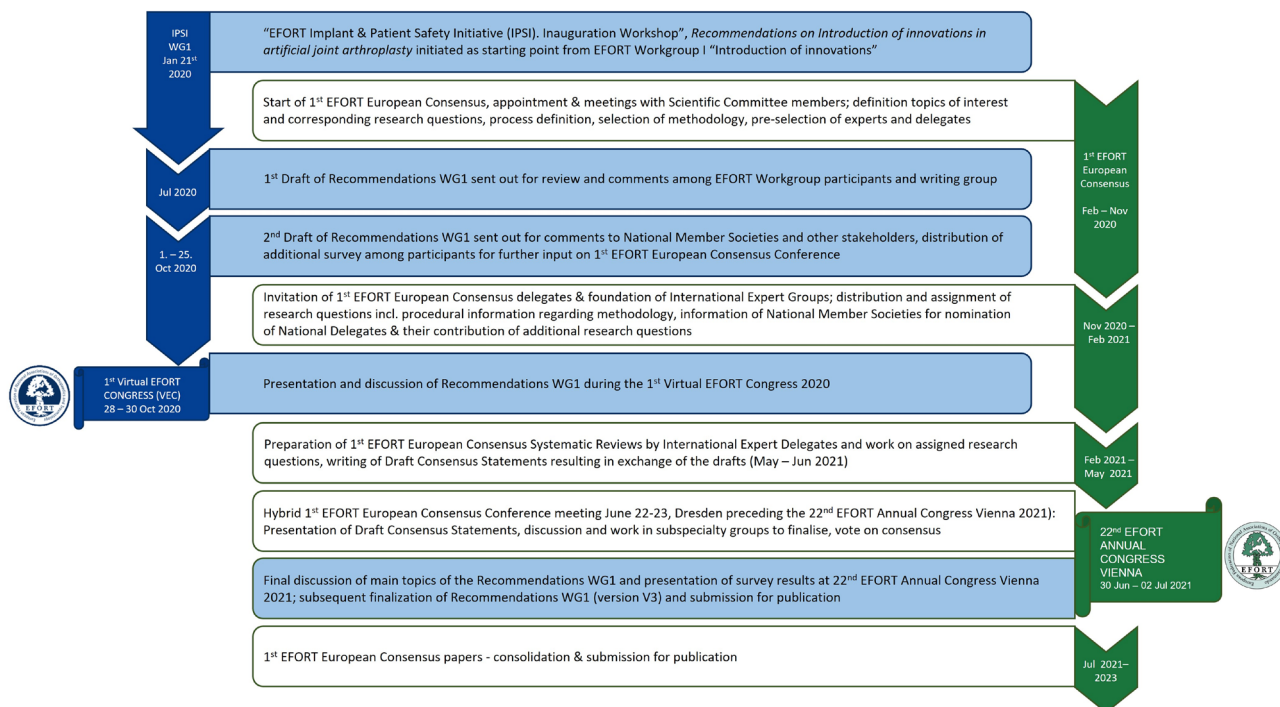 IPSI
WG1
Jan 21st
2020
“EFORT Implant & Patient Safety Initiative (IPSI). Inauguration Workshop”, Recommendations on Introduction of innovations in
artificial joint arthroplasty initiated as starting point from EFORT Workgroup I “Introduction of innovations”
Start of 1st EFORT European Consensus, appointment & meetings with Scientific Committee members; definition topics of interest
and corresponding research questions, process definition, selection of methodology, pre-selection of experts and delegates
1st EFORT
European
Consensus
Feb – Nov
2020
Jul 2020
1st Draft of Recommendations WG1 sent out for review and comments among EFORT Workgroup participants and writing group
1. – 25.
Oct 2020
2nd Draft of Recommendations WG1 sent out for comments to National Member Societies and other stakeholders, distribution of
additional survey among participants for further input on 1st EFORT European Consensus Conference
Invitation of 1st EFORT European Consensus delegates & foundation of International Expert Groups; distribution and assignment of
research questions incl. procedural information regarding methodology, information of National Member Societies for nomination
of National Delegates & their contribution of additional research questions
Nov 2020 –
Feb 2021
EFORT
1st Virtual EFORT
CONGRESS (VEC)
28 – 30 Oct 2020
Presentation and discussion of Recommendations WG1 during the 1st Virtual EFORT Congress 2020
Preparation of 1st EFORT European Consensus Systematic Reviews by International Expert Delegates and work on assigned research
questions, writing of Draft Consensus Statements resulting in exchange of the drafts (May – Jun 2021)
Feb 2021 –
May 2021
Hybrid 1st EFORT European Consensus Conference meeting June 22-23, Dresden preceding the 22nd EFORT Annual Congress Vienna 2021):
Presentation of Draft Consensus Statements, discussion and work in subspecialty groups to finalise, vote on consensus
22nd EFORT
ANNUAL
CONGRESS
VIENNA
30 Jun – 02 Jul 2021
EFORT
Final discussion of main topics of the Recommendations WG1 and presentation of survey results at 22nd EFORT Annual Congress Vienna
2021; subsequent finalization of Recommendations WG1 (version V3) and submission for publication
1st EFORT European Consensus papers - consolidation & submission for publication
Jul 2021–
2023